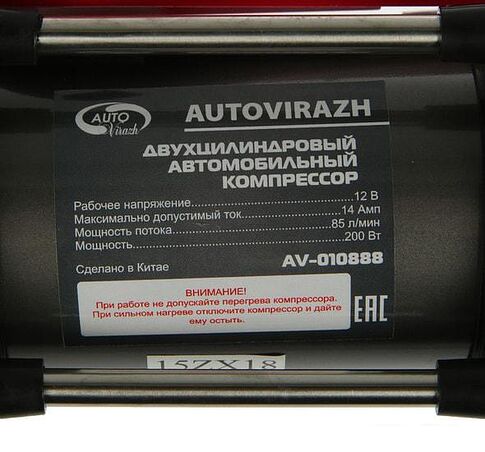 AUTO
Virazh
AUTOVIRAZH
ДВУХЦИЛИНДРОВЫЙ
АВТОМОБИЛЬНЫЙ
КОМПРЕССОР
Рабочее напряжение 12 В
Максимально допустимый ток 14 Амп
Мощность потока 85 л/мин
Мощность 200 Вт
Сделано в Китае AV-010888
ВНИМАНИЕ!
При работе не допускайте перегрева компрессора.
При сильном нагреве отключите компрессор и дайте
ему остыть.
EAC
15ZX18